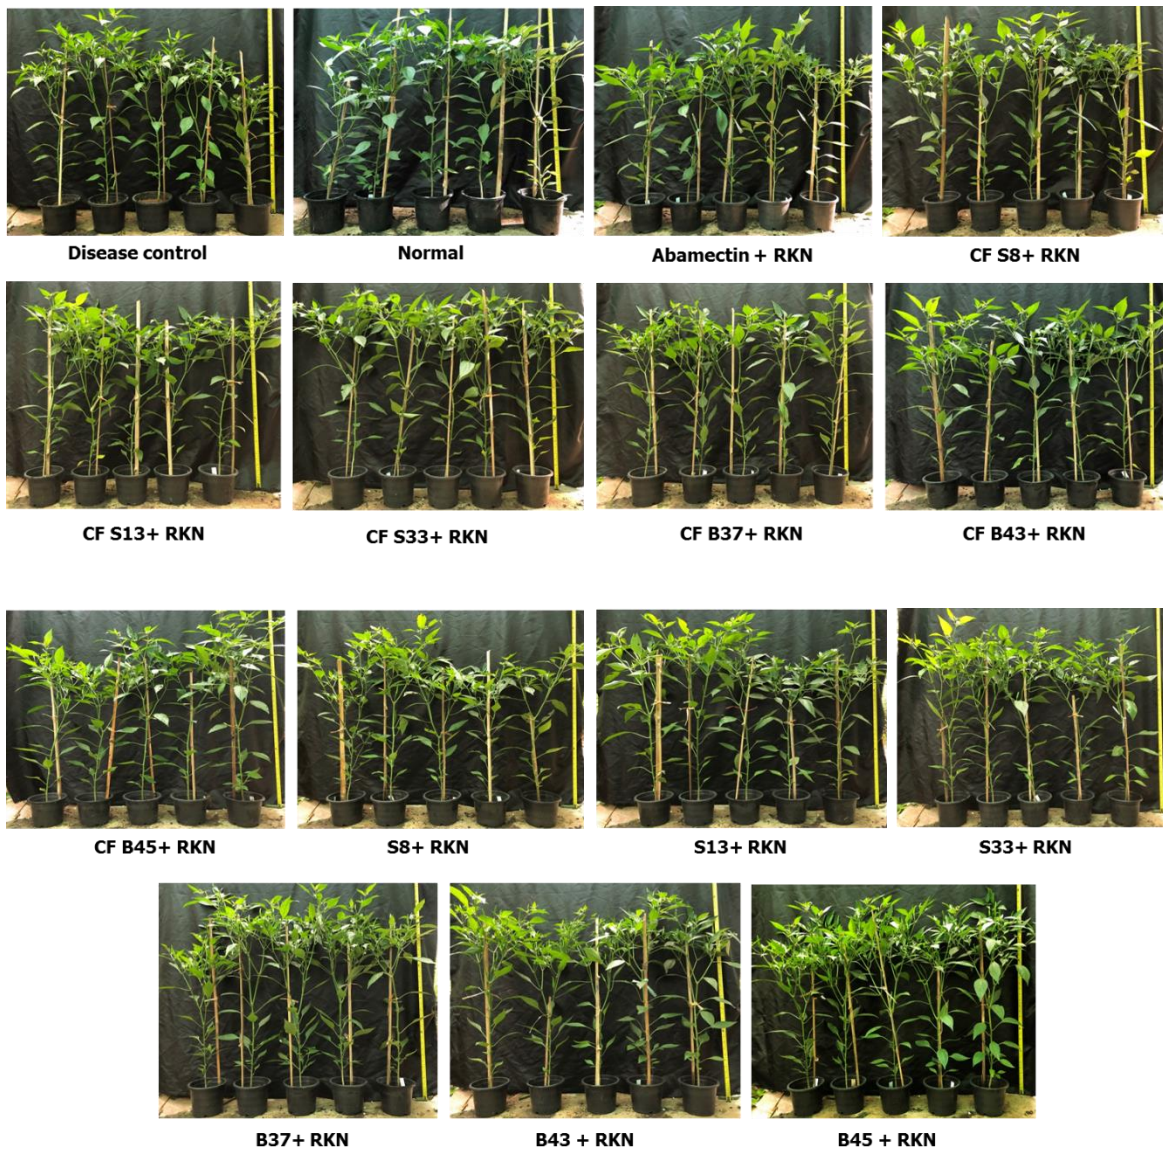 Disease control
Normal
Abamectin + RKN
CF S8+ RKN
CF S13+ RKN
CF S33+ RKN
CF B37+ RKN
CF B43+ RKN
CF B45+ RKN
S8+ RKN
S13+ RKN
S33+ RKN
B37+ RKN
B43 + RKN
B45 + RKN